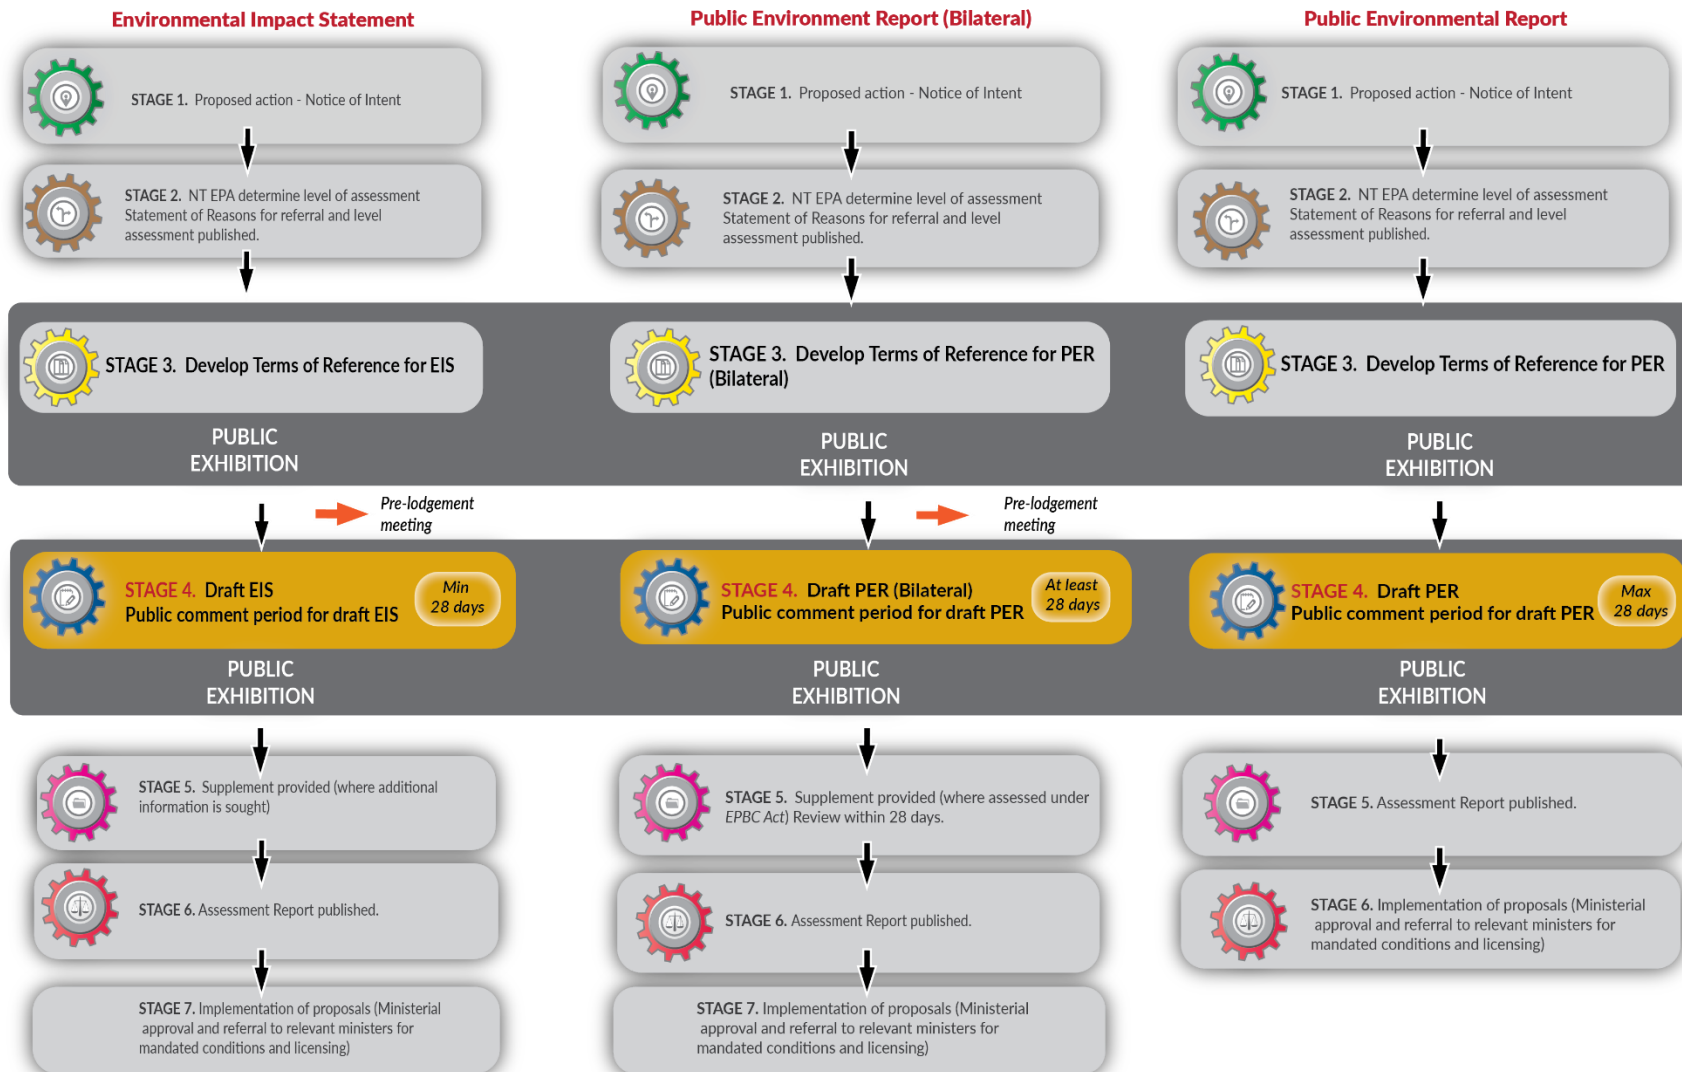 Environmental Impact Statement
STAGE 1. Proposed action - Notice of Intent
STAGE 2. NT EPA determine level of assessment
Statement of Reasons for referral and level
assessment published.
STAGE 3. Develop Terms of Reference for EIS
PUBLIC
EXHIBITION
Pre-lodgement
meeting
STAGE 4. Draft EIS
Public comment period for draft EIS
Min
28 days
PUBLIC
EXHIBITION
STAGE 5. Supplement provided (where additional
information is sought)
STAGE 6. Assessment Report published.
STAGE 7. Implementation of proposals (Ministerial
approval and referral to relevant ministers for
mandated conditions and licensing)
Public Environment Report (Bilateral)
STAGE 1. Proposed action - Notice of Intent
STAGE 2. NT EPA determine level of assessment
Statement of Reasons for referral and level
assessment published.
STAGE 3. Develop Terms of Reference for PER
(Bilateral)
PUBLIC
EXHIBITION
Pre-lodgement
meeting
STAGE 4. Draft PER (Bilateral)
Public comment period for draft PER
At least
28 days
PUBLIC
EXHIBITION
STAGE 5. Supplement provided (where assessed under
EPBC Act) Review within 28 days.
STAGE 6. Assessment Report published.
STAGE 7. Implementation of proposals (Ministerial
approval and referral to relevant ministers for
mandated conditions and licensing)
Public Environmental Report
STAGE 1. Proposed action - Notice of Intent
STAGE 2. NT EPA determine level of assessment
Statement of Reasons for referral and level
assessment published.
STAGE 3. Develop Terms of Reference for PER
PUBLIC
EXHIBITION
STAGE 4. Draft PER
Public comment period for draft PER
Max
28 days
PUBLIC
EXHIBITION
STAGE 5. Assessment Report published.
STAGE 6. Implementation of proposals (Ministerial
approval and referral to relevant ministers for
mandated conditions and licensing)